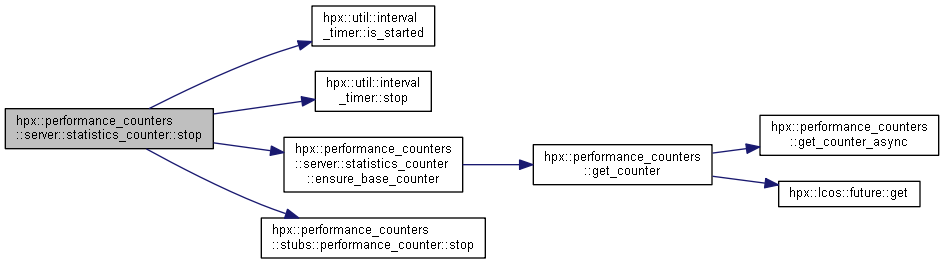 hpx::performance_counters
::server::statistics_counter::stop
hpx::util::interval
_timer::is_started
hpx::util::interval
_timer::stop
hpx::performance_counters
::server::statistics_counter
::ensure_base_counter
hpx::performance_counters
::stubs::performance_counter::stop
hpx::performance_counters
::get_counter
hpx::performance_counters
::get_counter_async
hpx::lcos::future::get